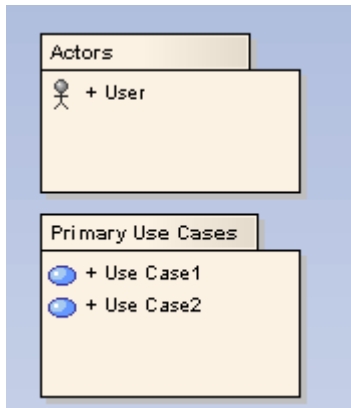 Actors
+ User
Primary Use Cases
+ Use Case1
+ Use Case2